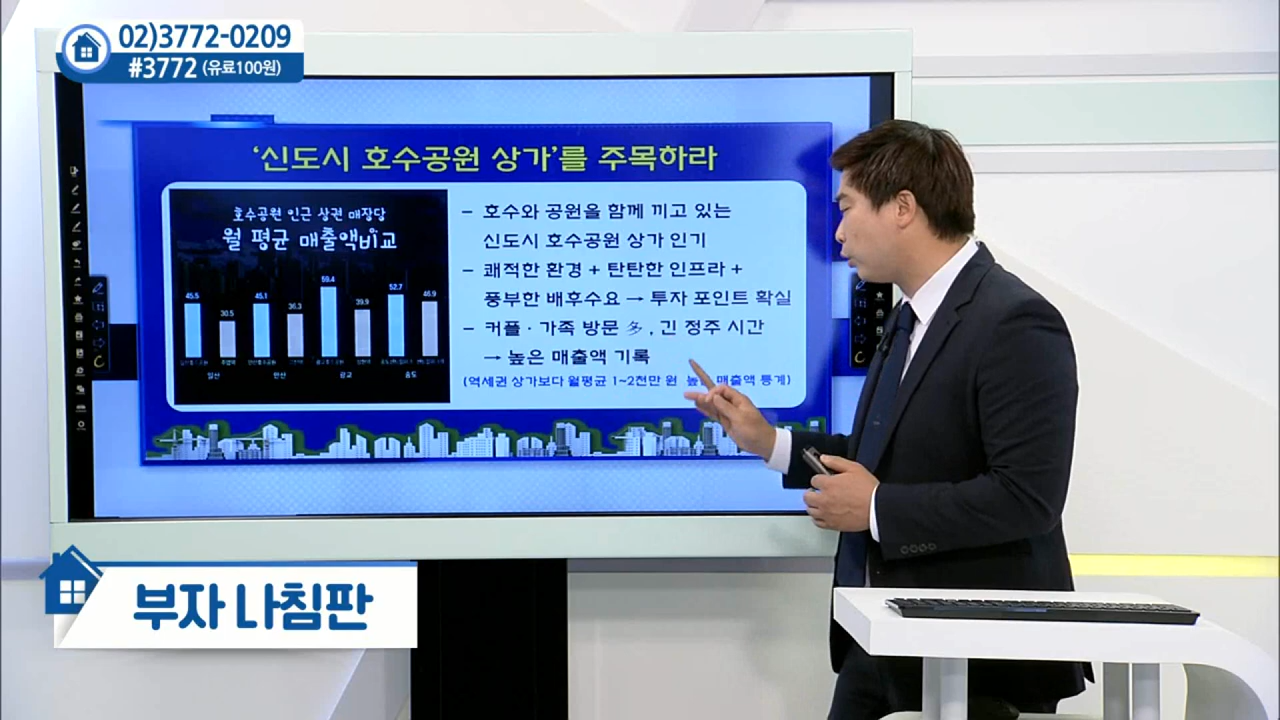 02)3772-0209
#3772 (유료100원)
‘신도시 호수공원 상가’를 주목하라
호수공원 인근 상권 매장당
월 평균 매출액비교
45.5
30.5
45.1
36.3
59.4
39.9
52.7
46.9
일산
안산
광교
송도
– 호수와 공원을 함께 끼고 있는
신도시 호수공원 상가 인기
– 쾌적한 환경 + 탄탄한 인프라 +
풍부한 배후수요 → 투자 포인트 확실
– 커플·가족 방문 多, 긴 정주 시간
→ 높은 매출액 기록
(역세권 상가보다 월평균 1~2천만 원 매출액 통계)
부자 나침판